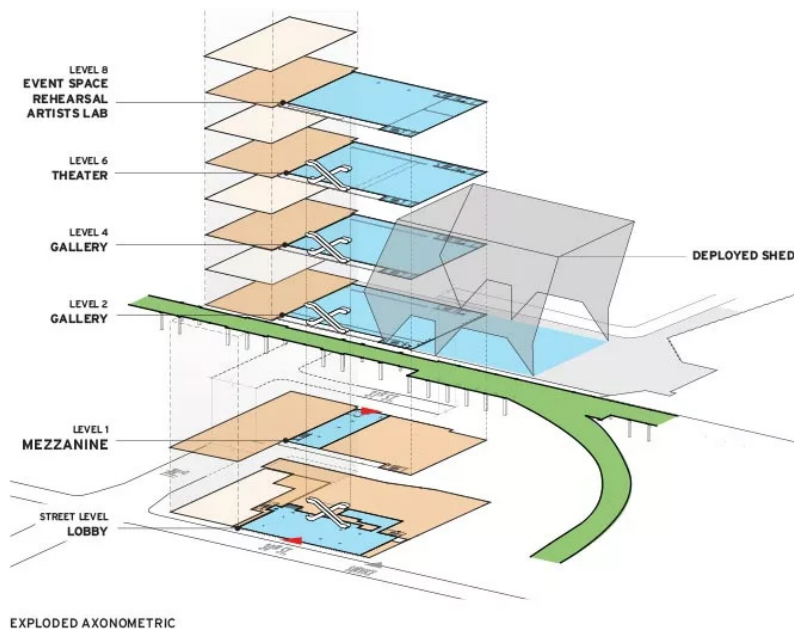 LEVEL 8
EVENT SPACE
REHEARSAL
ARTISTS LAB
LEVEL 6
THEATER
LEVEL 4
GALLERY
DEPLOYED SHED
LEVEL 2
GALLERY
LEVEL 1
MEZZANINE
STREET LEVEL
LOBBY
EXPLODED AXONOMETRIC